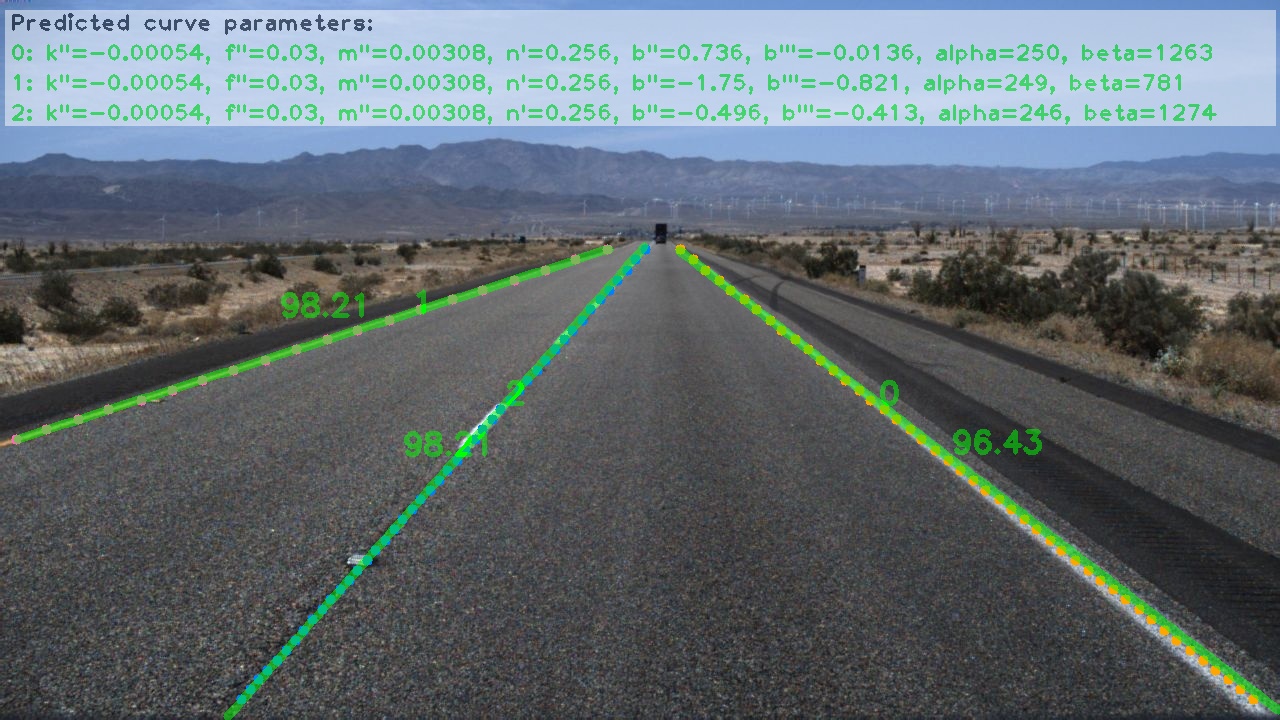 Predicted curve parameters:
0: k"=-0.00054, f"=0.03, m"=0.00308, n'=0.256, b"=0.736, b'''=-0.0136, alpha=250, beta=1263
1: k"=-0.00054, f"=0.03, m"=0.00308, n'=0.256, b"=-1.75, b'''=-0.821, alpha=249, beta=781
2: k"=-0.00054, f"=0.03, m"=0.00308, n'=0.256, b"=-0.496, b'''=-0.413, alpha=246, beta=1274
98.21 1
2 0
98.21 96.43